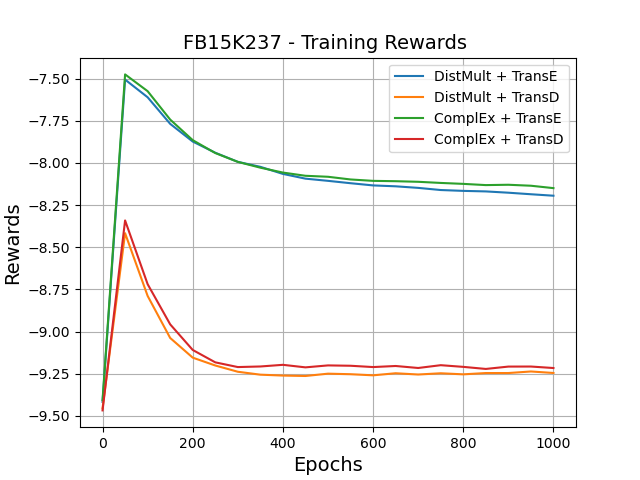 FB15K237 - Training Rewards
DistMult + TransE
DistMult + TransD
ComplEx + TransE
ComplEx + TransD
Rewards
−7.50
−7.75
−8.00
−8.25
−8.50
−8.75
−9.00
−9.25
−9.50
0
200
400
600
800
1000
Epochs